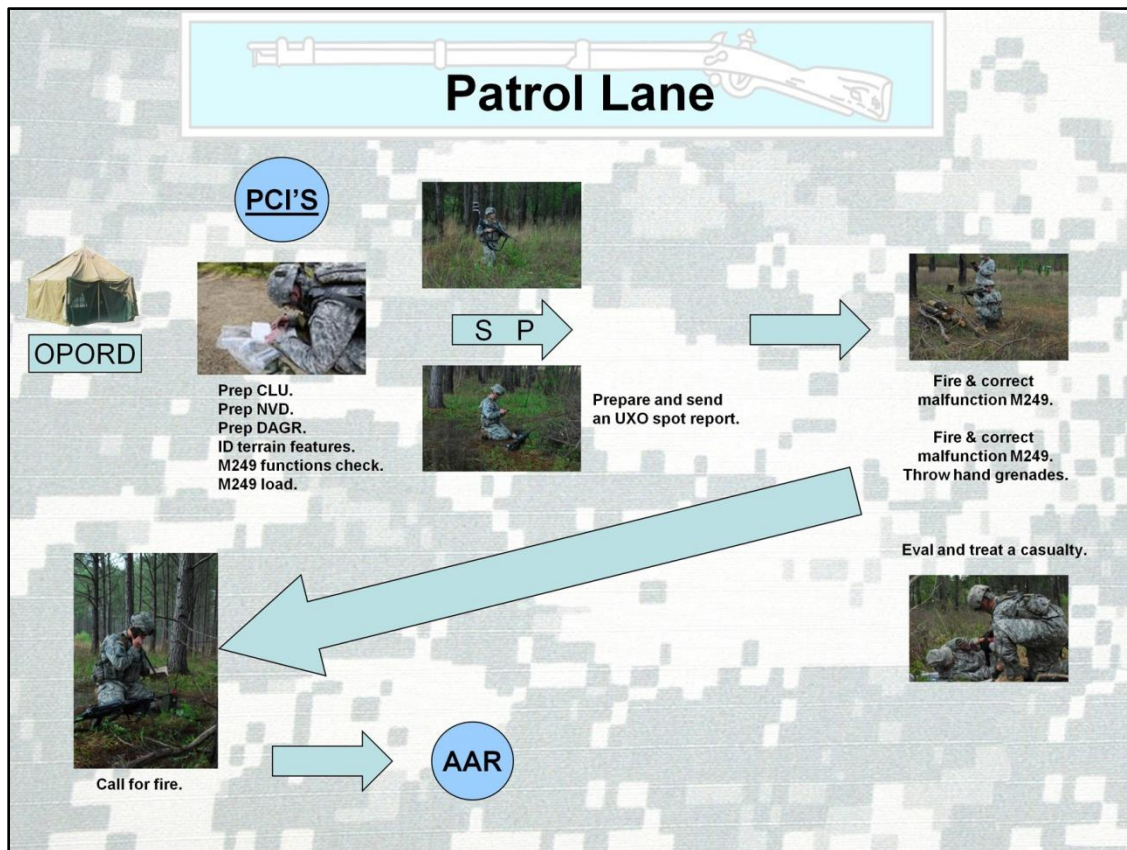 Patrol Lane
PCI'S
OPORD
Prep CLU.
Prep NVD.
Prep DAGR.
ID terrain features.
M249 functions check.
M249 load.
S P
Prepare and send
an UXO spot report.
Fire & correct
malfunction M249.
Fire & correct
malfunction M249.
Throw hand grenades.
Eval and treat a casualty.
Call for fire.
AAR